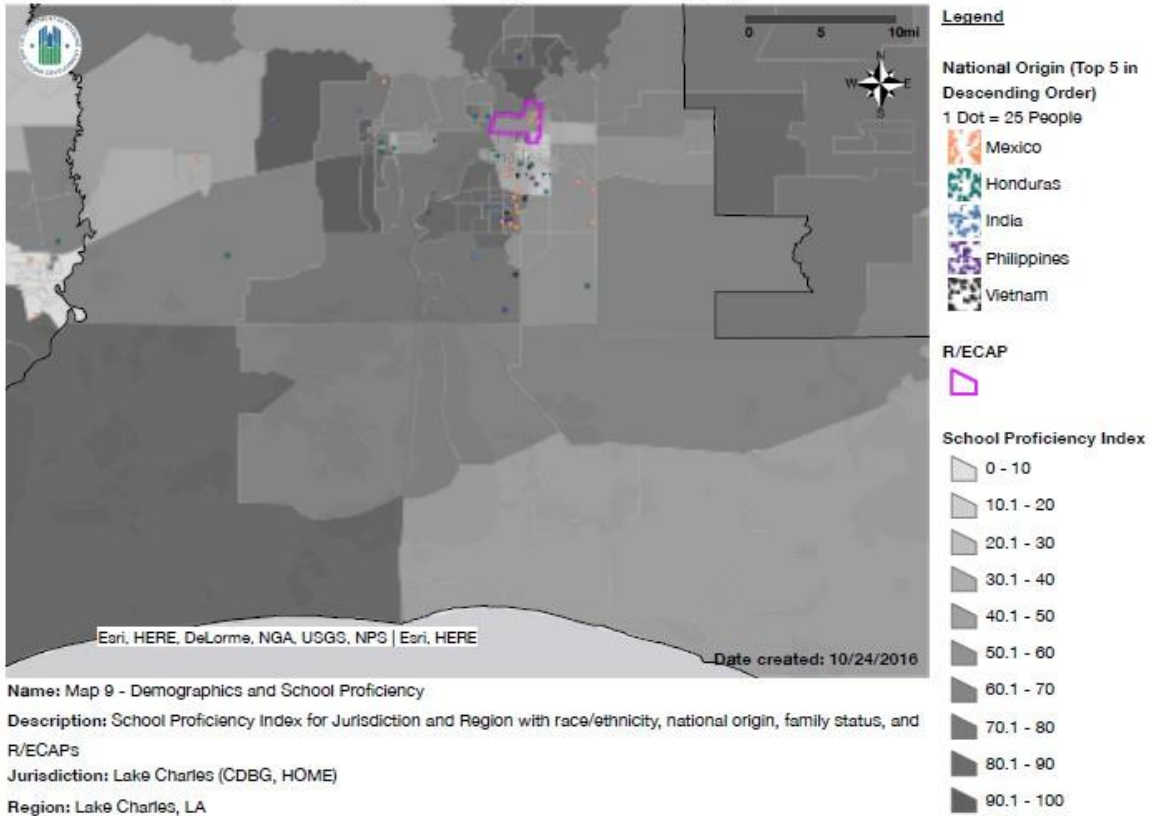 0 5 10mi
N
W E
S
Legend
National Origin (Top 5 in
Descending Order)
1 Dot = 25 People
Mexico
Honduras
India
Philippines
Vietnam
R/ECAP
School Proficiency Index
0 - 10
10.1 - 20
20.1 - 30
30.1 - 40
40.1 - 50
50.1 - 60
60.1 - 70
70.1 - 80
80.1 - 90
90.1 - 100
Esri, HERE, DeLorme, NGA, USGS, NPS | Esri, HERE
Date created: 10/24/2016
Name: Map 9 - Demographics and School Proficiency
Description: School Proficiency Index for Jurisdiction and Region with race/ethnicity, national origin, family status, and
R/ECAPs
Jurisdiction: Lake Charles (CDBG, HOME)
Region: Lake Charles, LA